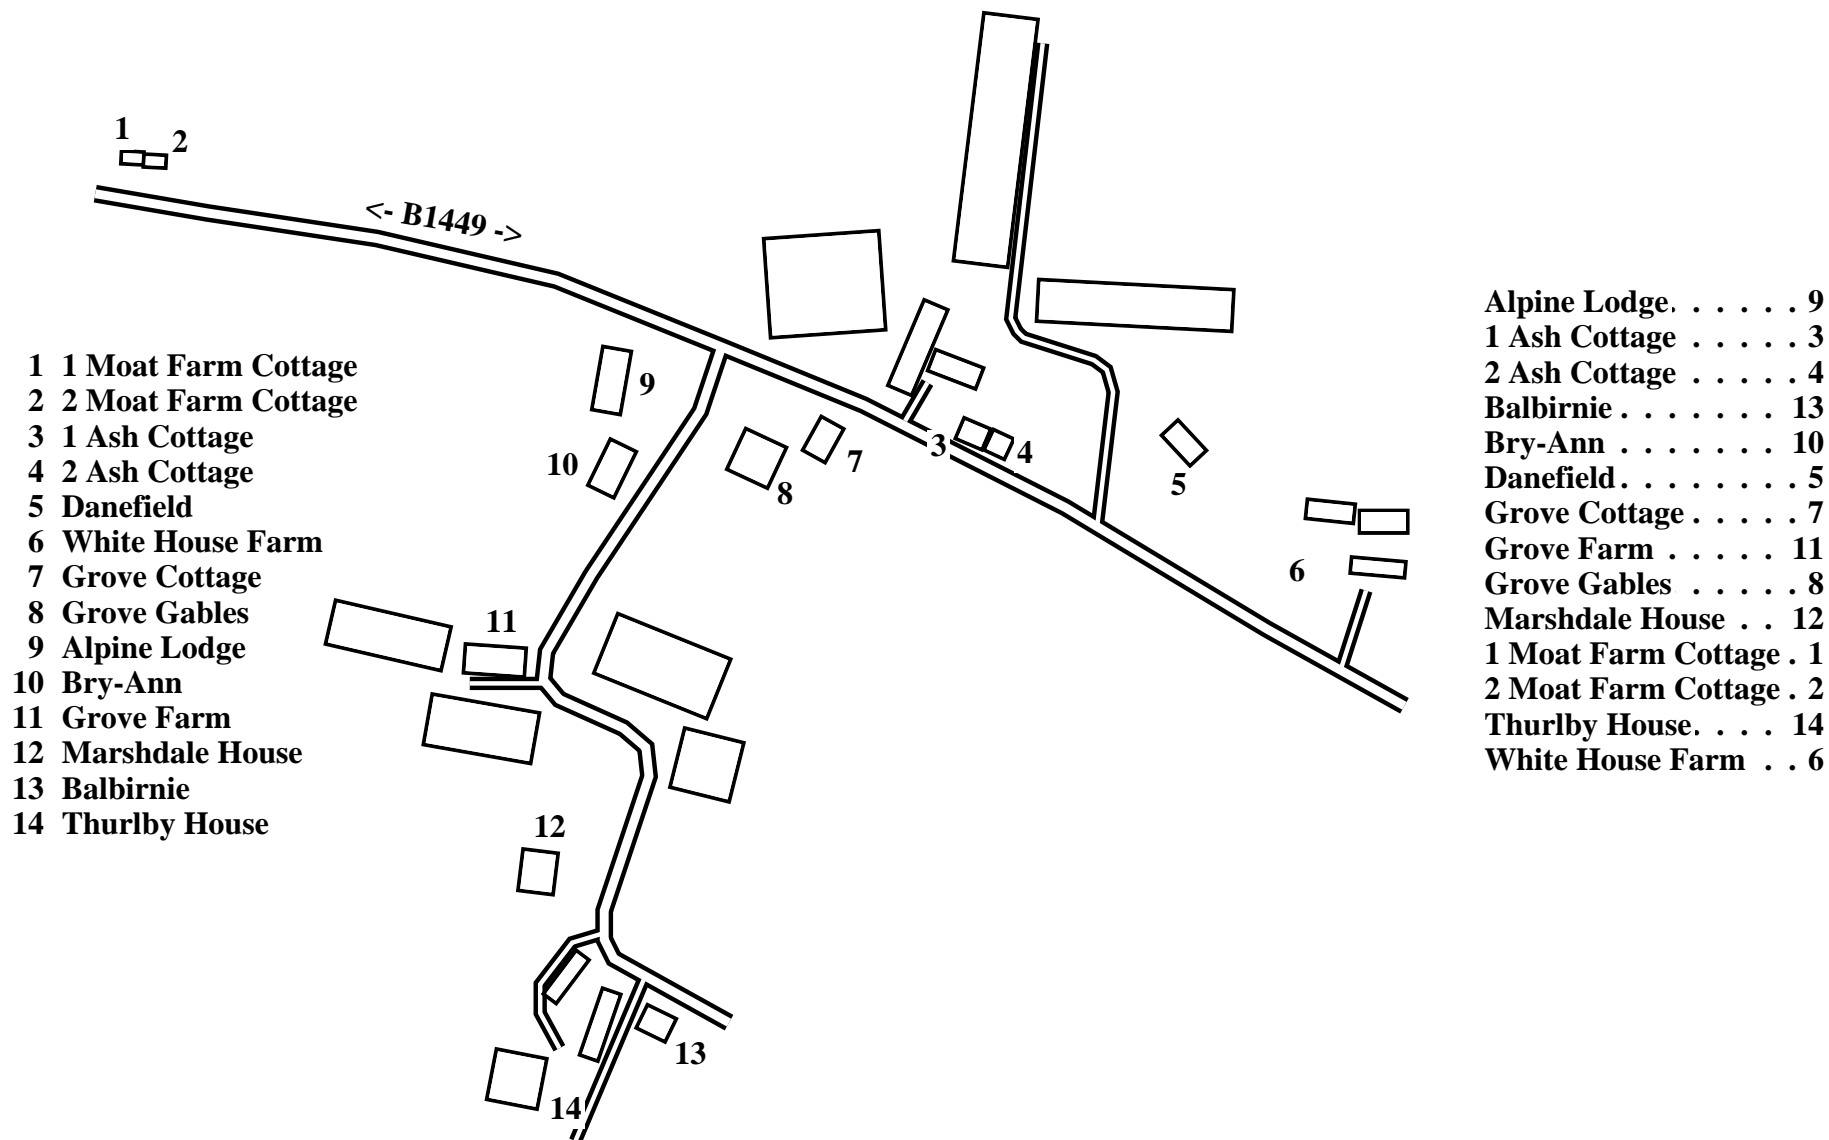 1
2
<- B1449 ->
9
10
7
8
3
4
5
6
11
12
13
14
1 1 Moat Farm Cottage
2 2 Moat Farm Cottage
3 1 Ash Cottage
4 2 Ash Cottage
5 Danefield
6 White House Farm
7 Grove Cottage
8 Grove Gables
9 Alpine Lodge
10 Bry-Ann
11 Grove Farm
12 Marshdale House
13 Balbirnie
14 Thurlby House
Alpine Lodge. . . . . . 9
1 Ash Cottage . . . . . 3
2 Ash Cottage . . . . . 4
Balbirnie . . . . . . . 13
Bry-Ann . . . . . . . 10
Danefield . . . . . . . . 5
Grove Cottage . . . . . 7
Grove Farm . . . . . 11
Grove Gables . . . . . 8
Marshdale House . . 12
1 Moat Farm Cottage . 1
2 Moat Farm Cottage . 2
Thurlby House. . . . 14
White House Farm . . 6